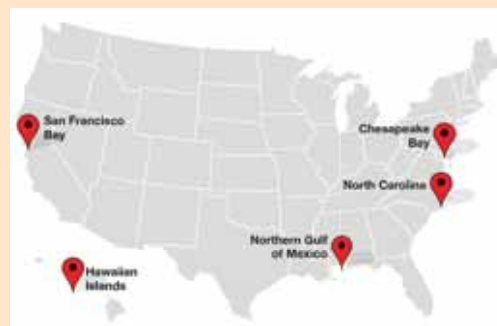 San Francisco
Bay
Chesapeake
Bay
North Carolina
Northern Gulf
of Mexico
Hawaiian
Islands